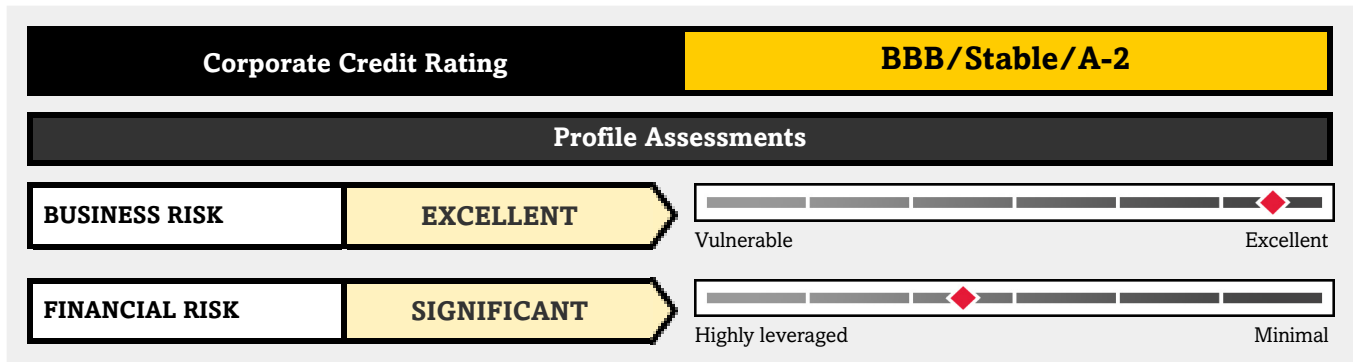 Corporate Credit Rating
BBB/Stable/A-2
Profile Assessments
BUSINESS RISK
EXCELLENT
Vulnerable
Excellent
FINANCIAL RISK
SIGNIFICANT
Highly leveraged
Minimal